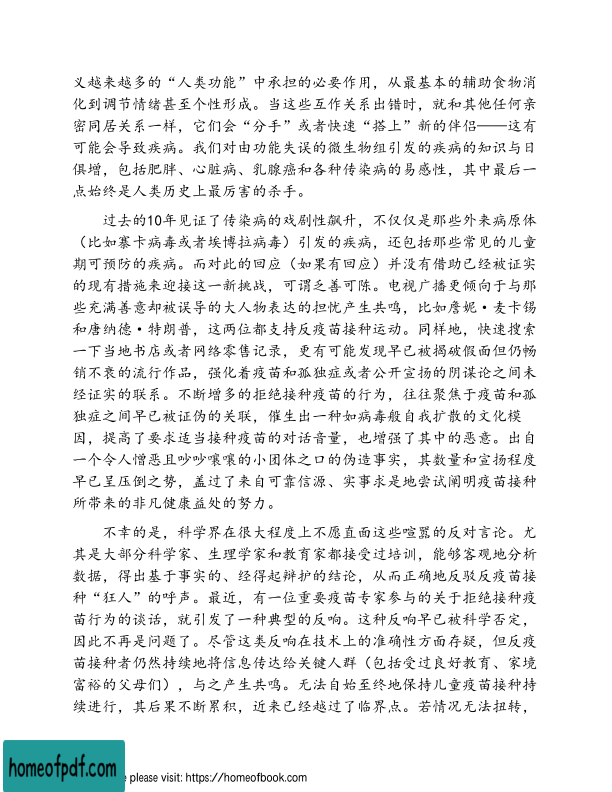 义越来越多的“人类功能”中承担的必要作用，从最基本的辅助食物消
化到调节情绪甚至个性形成。当这些互作关系出错时，就和其他任何亲
密同居关系一样，它们会“分手”或者快速“搭上”新的伴侣——这有
可能会导致疾病。我们对由功能失误的微生物组引发的疾病的知识与日
俱增，包括肥胖、心脏病、乳腺癌和各种传染病的易感性，其中最后一
点始终是人类历史上最厉害的杀手。
过去的10年见证了传染病的戏剧性飙升，不仅仅是那些外来病原体
（比如寨卡病毒或者埃博拉病毒）引发的疾病，还包括那些常见的儿童
期可预防的疾病。而对此的回应（如果有回应）并没有借助已经被证实
的现有措施来迎接这一新挑战，可谓乏善可陈。电视广播更倾向于与那
些充满善意却被误导的大人物表达的担忧产生共鸣，比如詹妮·麦卡锡
和唐纳德·特朗普，这两位都支持反疫苗接种运动。同样地，快速搜索
一下当地书店或者网络零售记录，更有可能发现早已被揭破假面但仍畅
销不衰的流行作品，强化着疫苗和孤独症或者公开宣扬的阴谋论之间未
经证实的联系。不断增多的拒绝接种疫苗的行为，往往聚焦于疫苗和孤
独症之间早已被证伪的关联，催生出一种如病毒般自我扩散的文化模
因，提高了要求适当接种疫苗的对话音量，也增强了其中的恶意。出自
一个令人憎恶且吵吵嚷嚷的小团体之口的伪造事实，其数量和宣扬程度
早已呈压倒之势，盖过了来自可靠信源、实事求是地尝试阐明疫苗接种
所带来的非凡健康益处的努力。
不幸的是，科学界在很大程度上不愿直面这些喧嚣的反对言论。尤
其是大部分科学家、生理学家和教育家都接受过培训，能够客观地分析
数据，得出基于事实的、经得起辩护的结论，从而正确地反驳反疫苗接
种“狂人”的呼声。最近，有一位重要疫苗专家参与的关于拒绝接种疫
苗行为的谈话，就引发了一种典型的反响。这种反响早已被科学否定，
因此不再是问题了。尽管这类反响在技术上的准确性方面存疑，但反疫
苗接种者仍然持续地将信息传达给关键人群（包括受过良好教育、家境
富裕的父母们），与之产生共鸣。无法自始至终地保持儿童疫苗接种持
续进行，其后果不断累积，近来已经越过了临界点。若情况无法扭转，
homeofpdf.com
e please visit: https://homeofbook.com